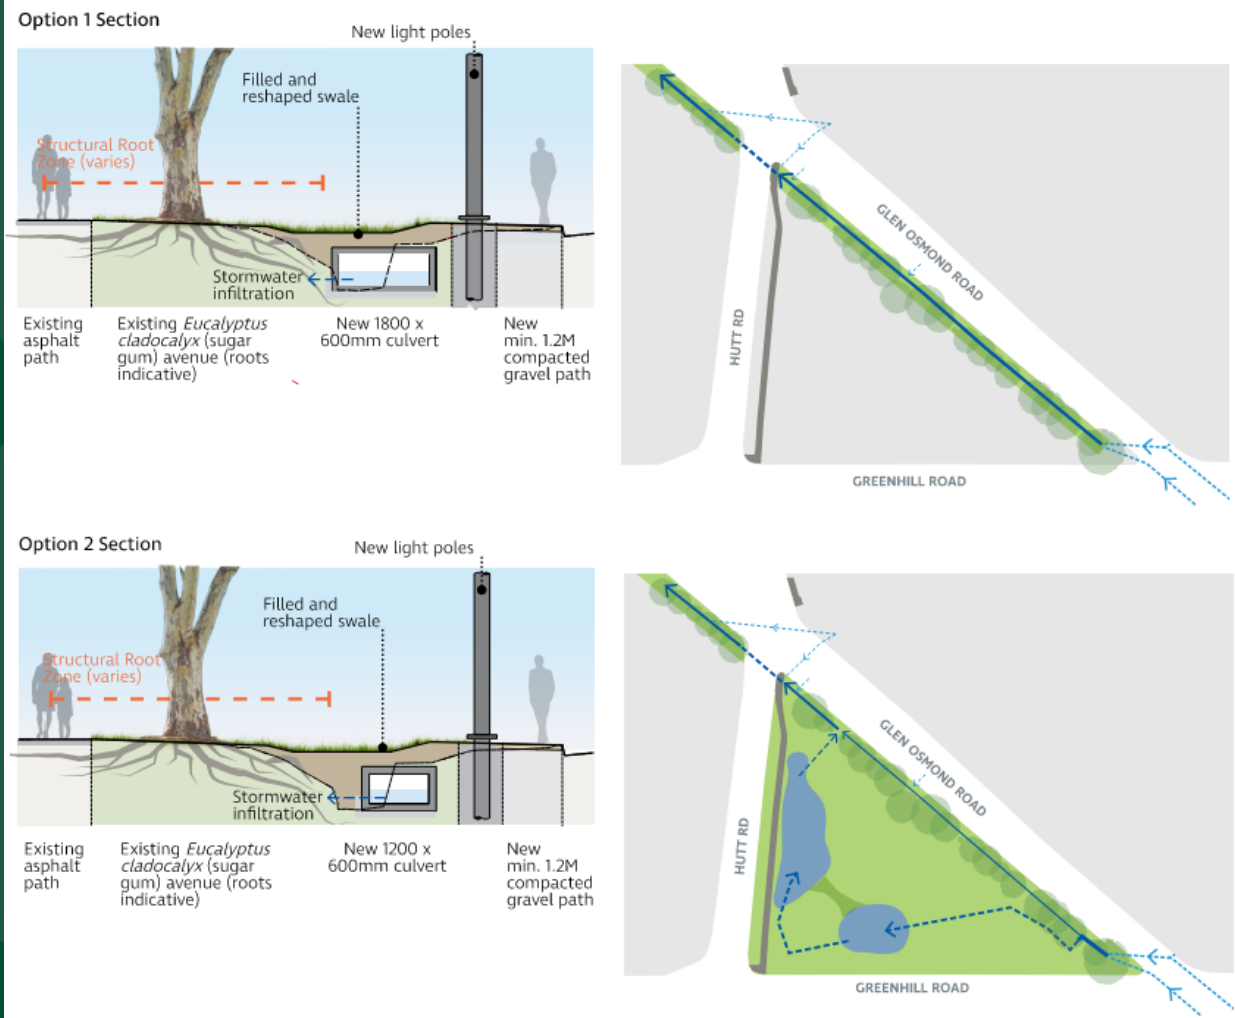 Option 1 Section
New light poles
Filled and
reshaped swale
Structural Root
Zone (varies)
Stormwater
infiltration
Existing
asphalt
path
Existing Eucalyptus
cladocalyx (sugar
gum) avenue (roots
indicative)
New 1800 x
600mm culvert
New
min. 1.2M
compacted
gravel path
GLEN OSMOND ROAD
HUTT RD
GREENHILL ROAD
Option 2 Section
New light poles
Filled and
reshaped swale
Structural Root
Zone (varies)
Stormwater
infiltration
Existing
asphalt
path
Existing Eucalyptus
cladocalyx (sugar
gum) avenue (roots
indicative)
New 1200 x
600mm culvert
New
min. 1.2M
compacted
gravel path
GLEN OSMOND ROAD
HUTT RD
GREENHILL ROAD